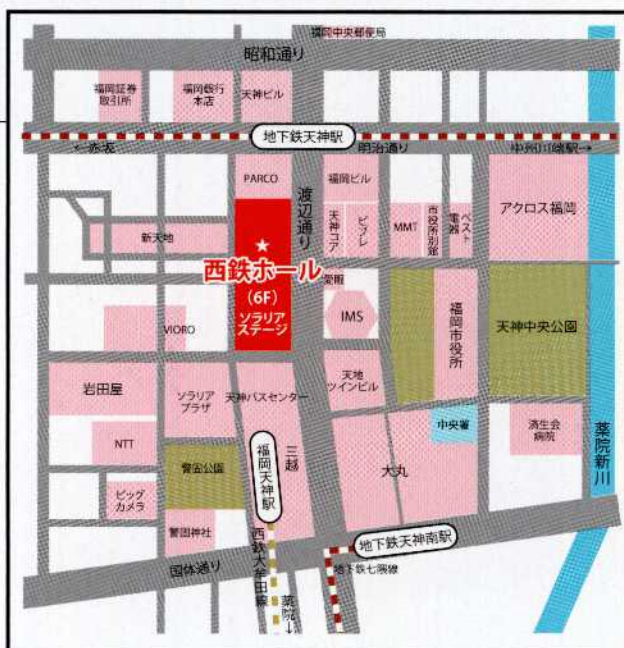 福岡中央郵便局
昭和通り
福岡証券
取引所
福岡銀行
本店
天神ビル
地下鉄天神駅
←赤坂
明治通り
中州川端駅→
PARCO
渡辺通り
福岡ビル
天神コア
ビブレ
MMT
市役所別館
ベスト
電器
アクロス福岡
新天地
★
西鉄ホール
(6F)
ソラリア
ステージ
愛眼
IMS
福岡市役所
天神中央公園
VIORO
岩田屋
ソラリア
プラザ
天神バスセンター
天地
ツインビル
中央署
済生会
病院
薬院新川
NTT
警固公園
福岡天神駅
三越
大丸
ビッグ
カメラ
警固神社
西鉄大牟田線
地下鉄天神南駅
国体通り
地下鉄七隈線
薬院→